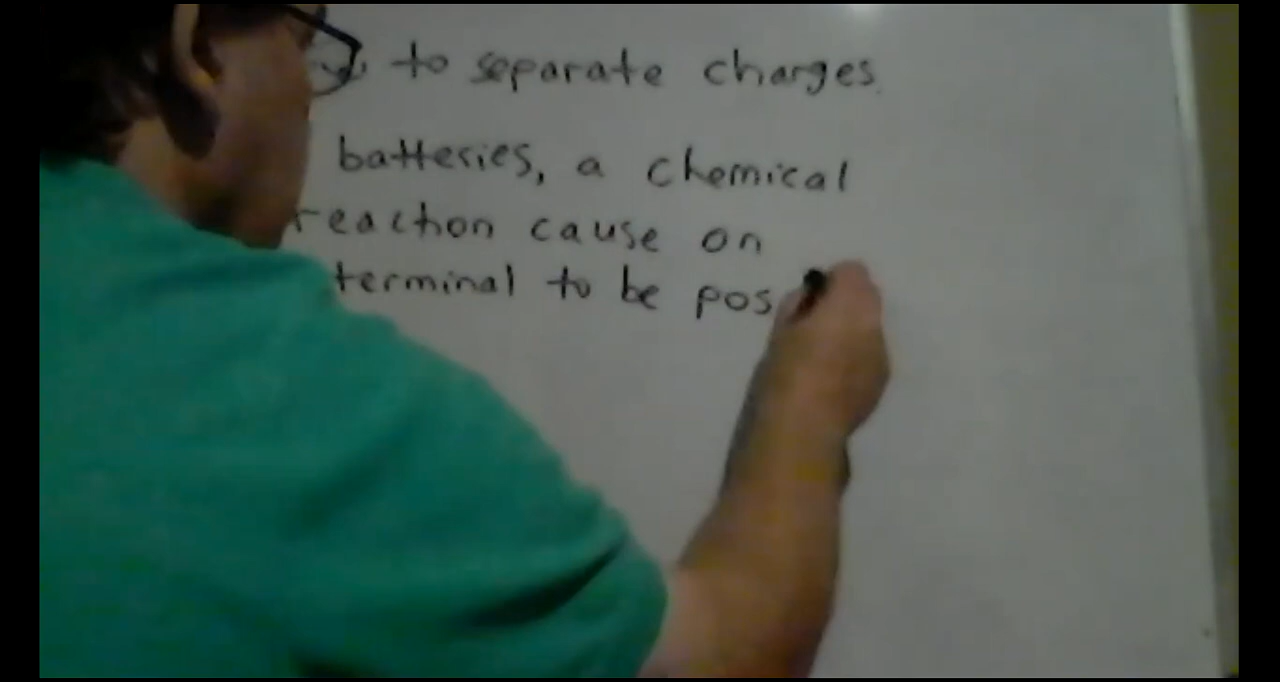 to separate charges.
batteries, a chemical
reaction cause on
terminal to be pos